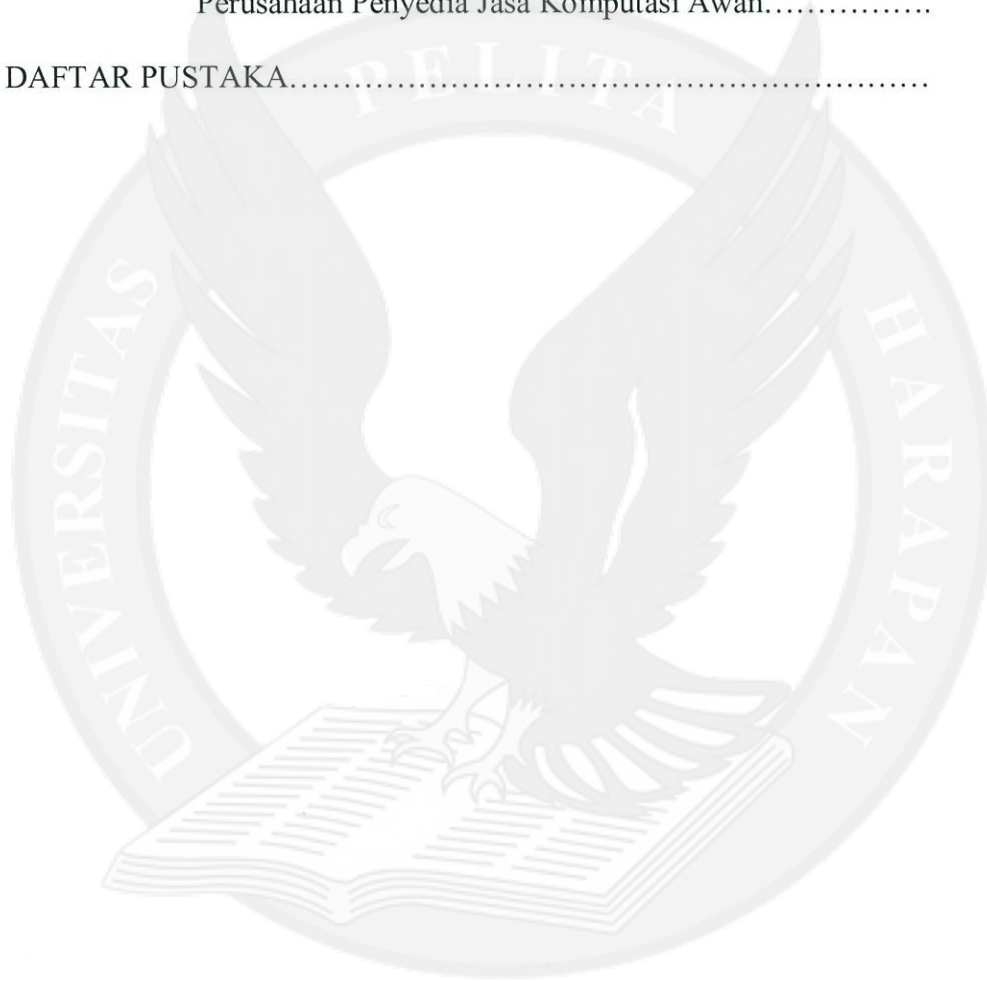 Perusahaan Penyedia Jasa Komputasi Awan................
DAFTAR PUSTAKA............................................................
UNIVERSITAS PELITA HARAPAN